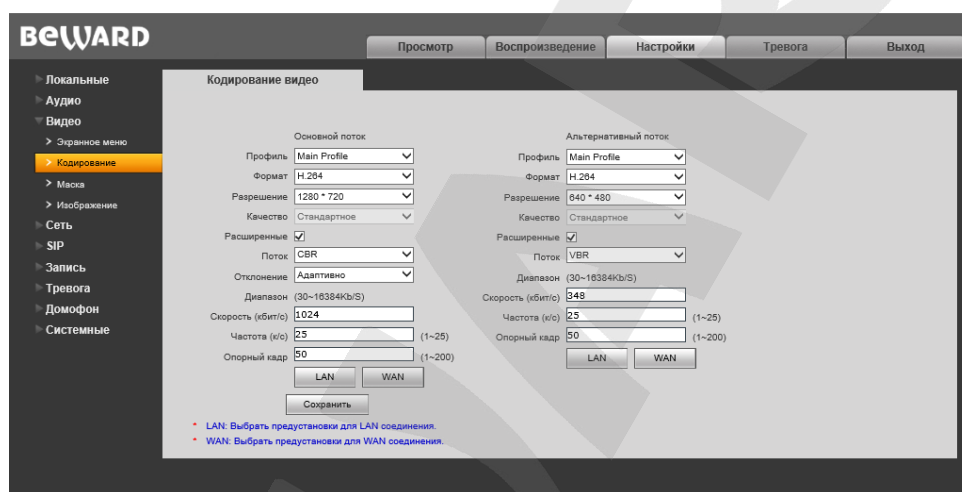 BEWARD
Просмотр
Воспроизведение
Настройки
Тревога
Выход
Локальные
Аудио
Видео
Экранное меню
Кодирование
Маска
Изображение
Сеть
SIP
Запись
Тревога
Домофон
Системные
Кодирование видео
Основной поток
Профиль Main Profile
Формат H.264
Разрешение 1280 * 720
Качество Стандартное
Расширенные
Поток CBR
Отклонение Адаптивно
Диапазон (30~16384Kb/S)
Скорость (кбит/с) 1024
Частота (к/с) 25 (1~25)
Опорный кадр 50 (1~200)
LAN WAN
Сохранить
Альтернативный поток
Профиль Main Profile
Формат H.264
Разрешение 640 * 480
Качество Стандартное
Расширенные
Поток VBR
Диапазон (30~16384Kb/S)
Скорость (кбит/с) 348
Частота (к/с) 25 (1~25)
Опорный кадр 50 (1~200)
LAN WAN
* LAN: Выбрать предустановки для LAN соединения.
* WAN: Выбрать предустановки для WAN соединения.